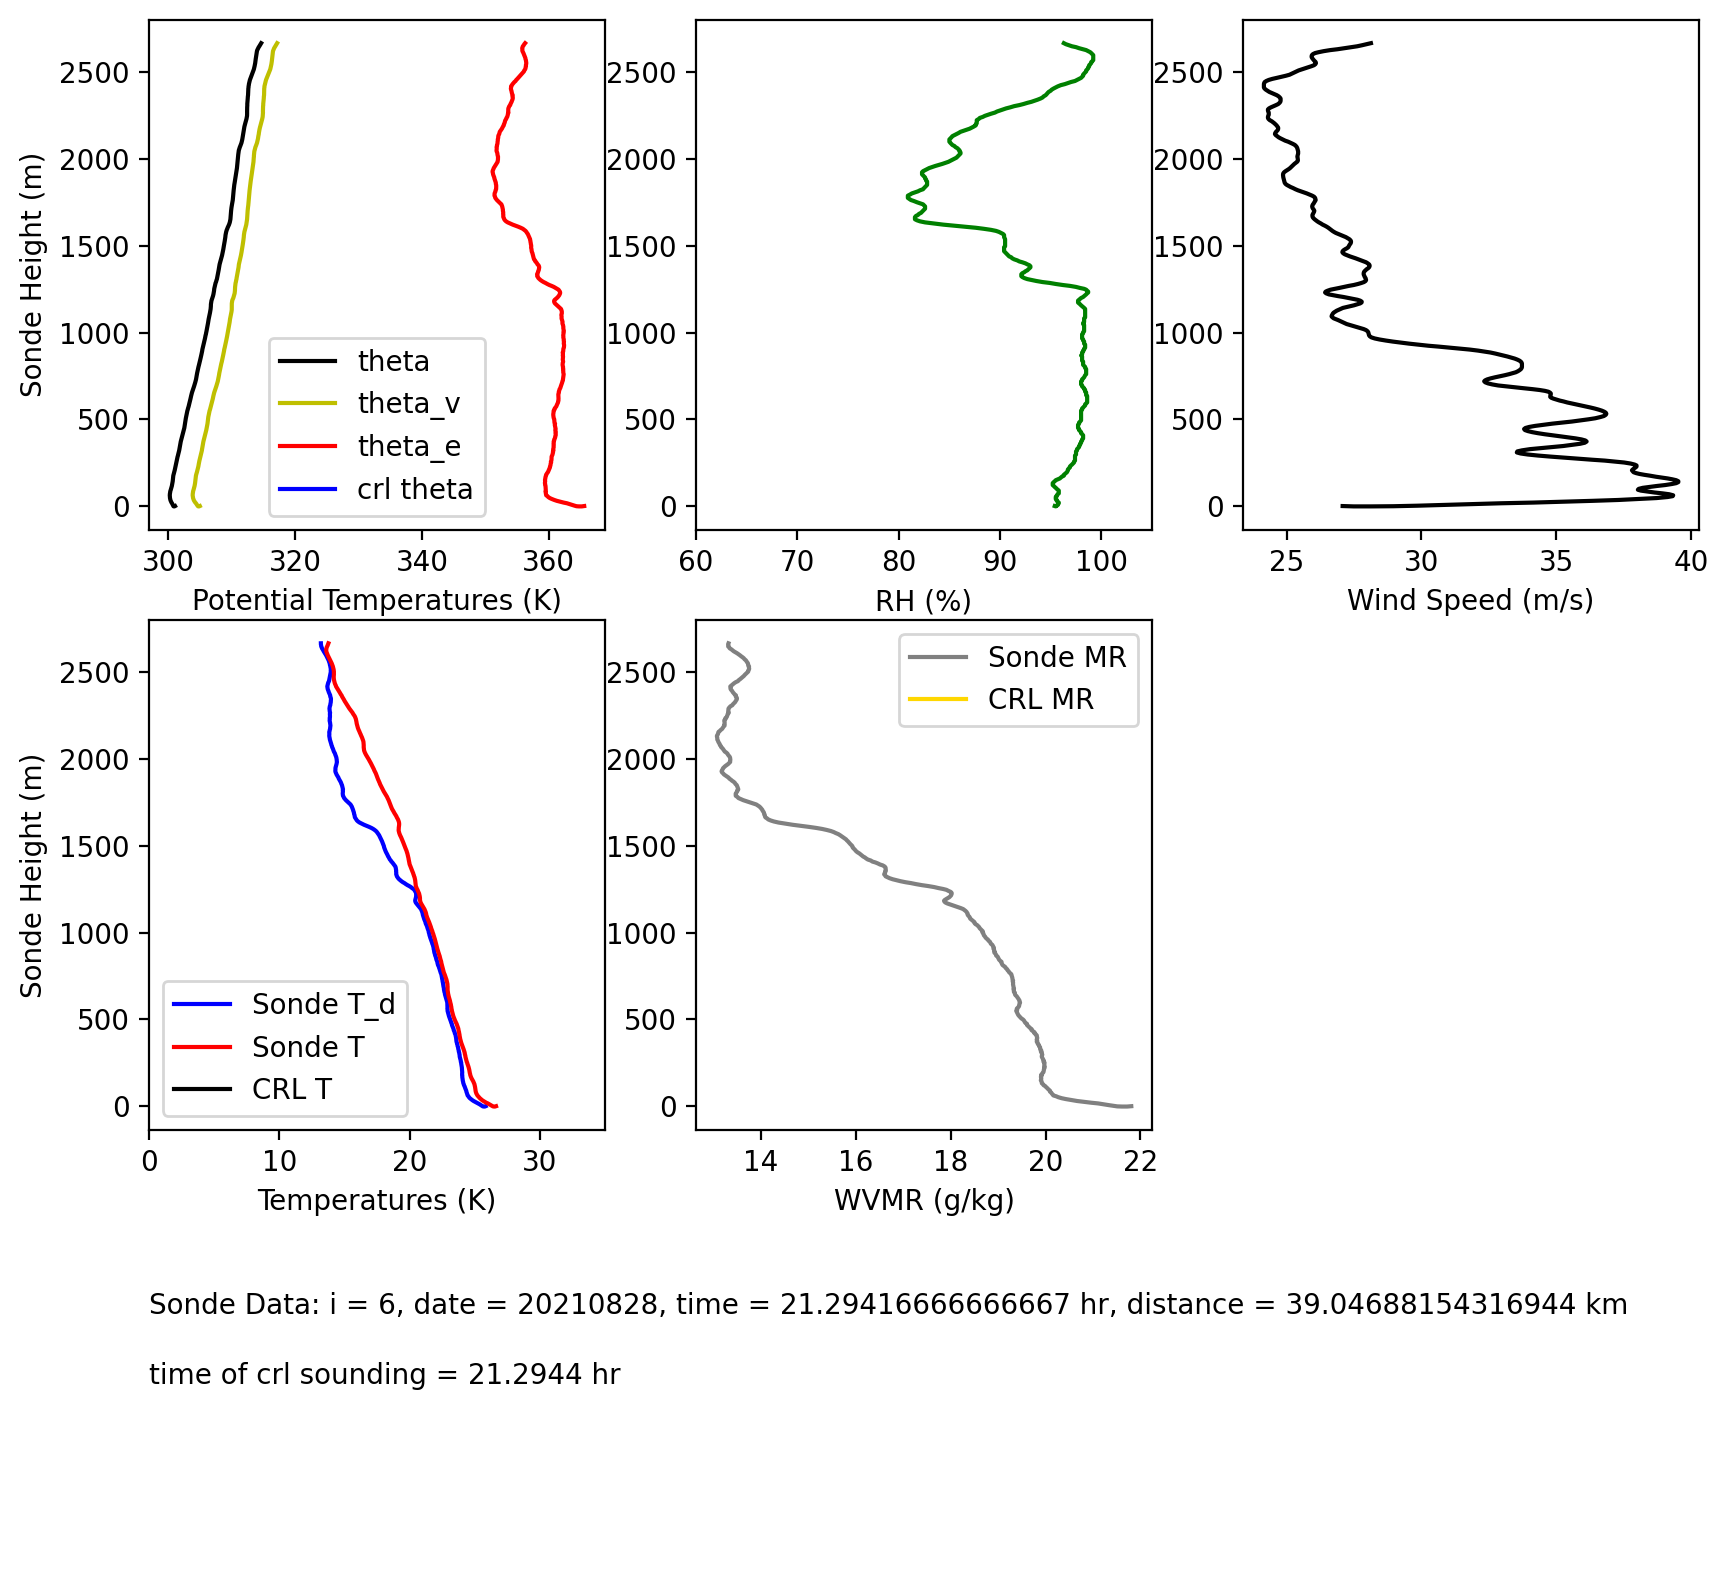 2500
2000
1500
1000
500
0
Sonde Height (m)
theta
theta_v
theta_e
crl theta
300 320 340 360
Potential Temperatures (K)
2500
2000
1500
1000
500
0
60 70 80 90 100
RH (%)
2500
2000
1500
1000
500
0
25 30 35 40
Wind Speed (m/s)
2500
2000
1500
1000
500
0
Sonde Height (m)
Sonde T_d
Sonde T
CRL T
0 10 20 30
Temperatures (K)
2500
2000
1500
1000
500
0
Sonde MR
CRL MR
14 16 18 20 22
WVMR (g/kg)
Sonde Data: i = 6, date = 20210828, time = 21.29416666666667 hr, distance = 39.04688154316944 km
time of crl sounding = 21.2944 hr